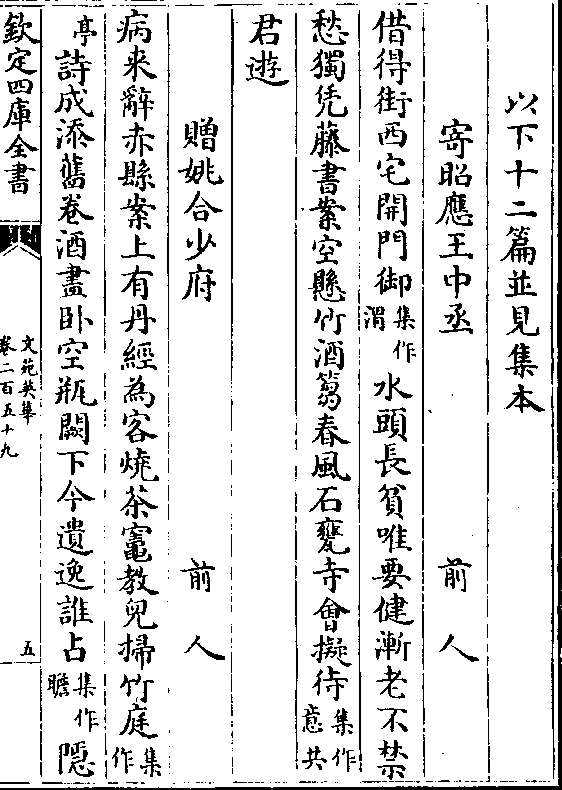 以下十二篇並見集本
寄昭應王中丞　前人
借得街西宅開門御集作渭水頭長貧唯要健漸老不禁
愁獨凭藤書案空懸竹酒篘春風石甕寺會擬待集作意共
君遊
贈姚合少府　前人
病来辭赤縣案上有丹經為客燒茶竈教兒掃竹庭集作
亭詩成添舊卷酒盡卧空瓶闕下今遺逸誰占集作瞻隱
欽定四庫全書
文苑英華
卷二百五十九
五